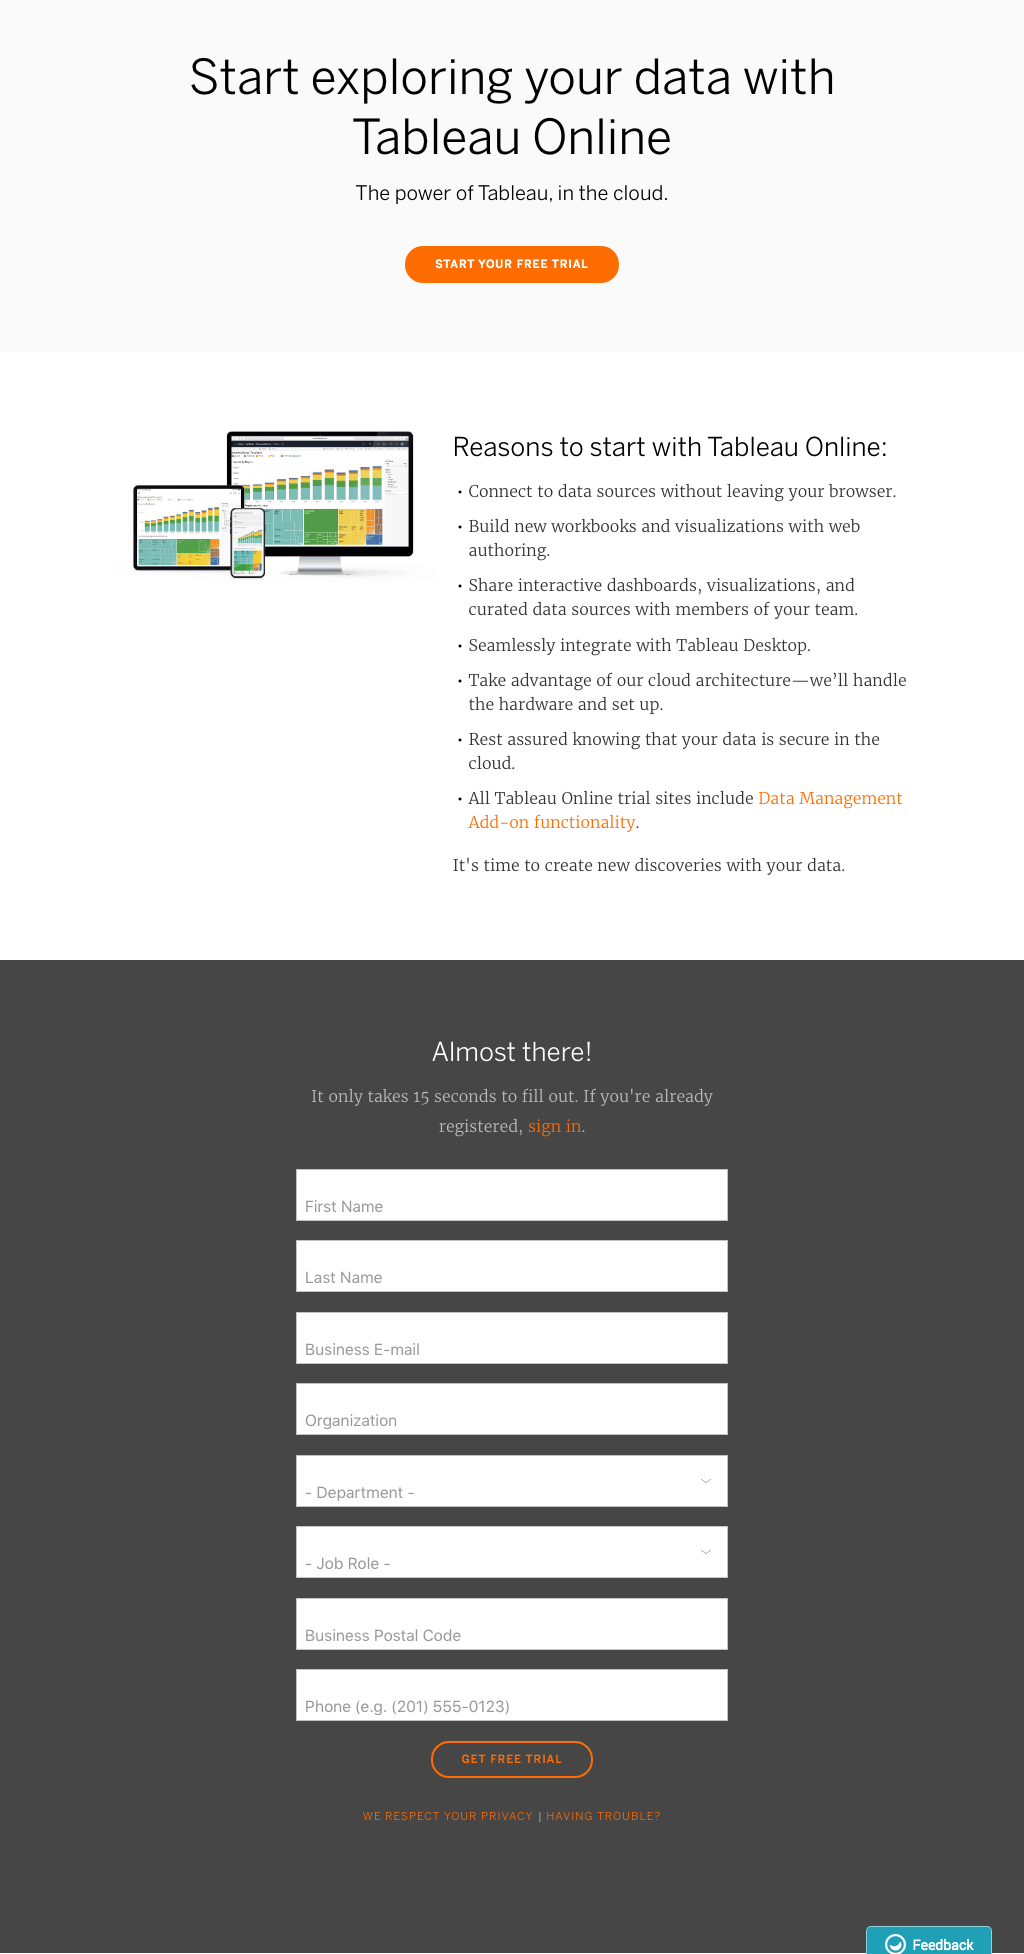 Start exploring your data with
Tableau Online
The power of Tableau, in the cloud.
START YOUR FREE TRIAL
Reasons to start with Tableau Online:
• Connect to data sources without leaving your browser.
• Build new workbooks and visualizations with web
authoring.
• Share interactive dashboards, visualizations, and
curated data sources with members of your team.
• Seamlessly integrate with Tableau Desktop.
• Take advantage of our cloud architecture—we’ll handle
the hardware and set up.
• Rest assured knowing that your data is secure in the
cloud.
• All Tableau Online trial sites include Data Management
Add-on functionality.
It's time to create new discoveries with your data.
Almost there!
It only takes 15 seconds to fill out. If you're already
registered, sign in.
First Name
Last Name
Business E-mail
Organization
- Department -
- Job Role -
Business Postal Code
Phone (e.g. (201) 555-0123)
GET FREE TRIAL
WE RESPECT YOUR PRIVACY | HAVING TROUBLE?
Feedback